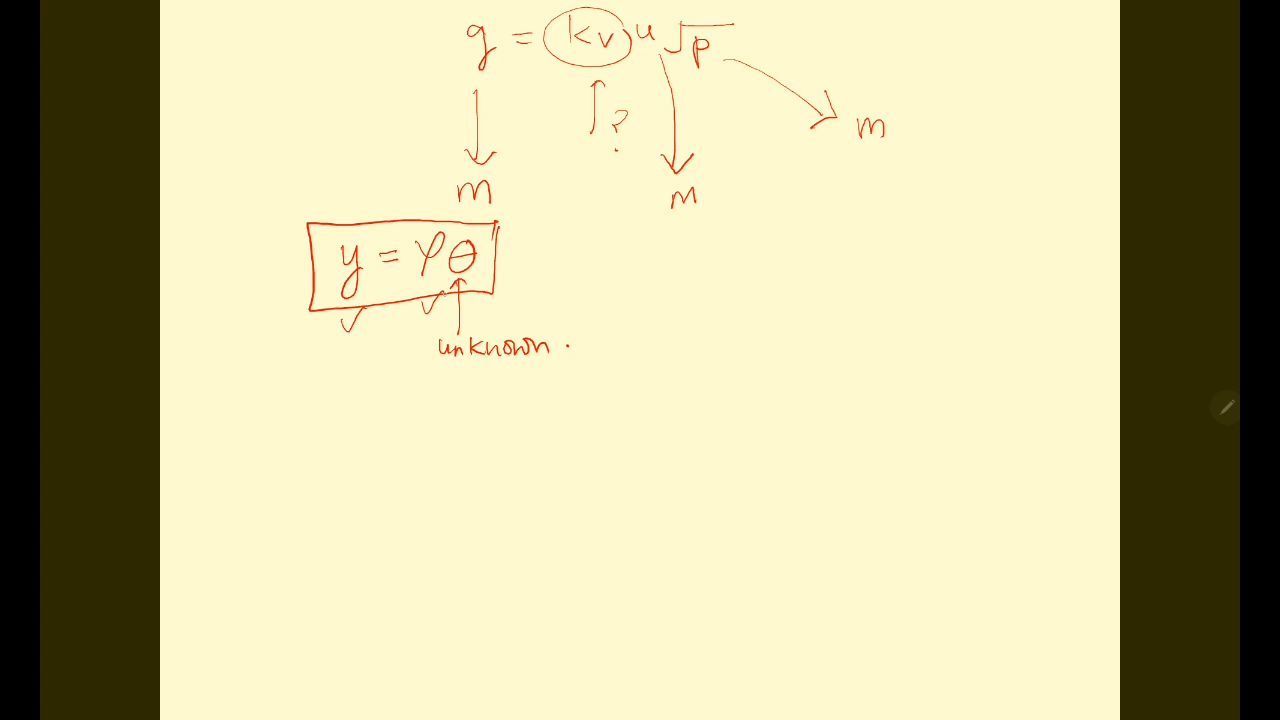 g = kv u √p
?
m
m
m
y = φθ
unknown.